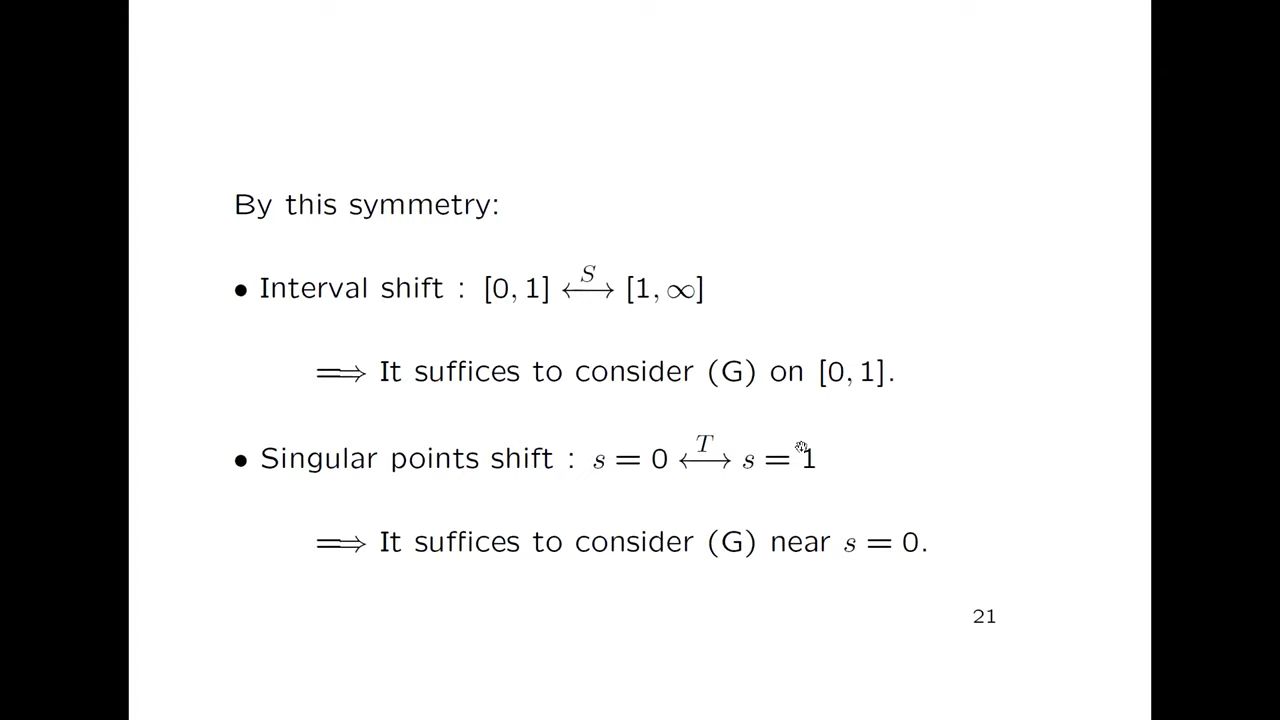 By this symmetry:
• Interval shift : [0, 1] ⟷^S [1, ∞]
⟹ It suffices to consider (G) on [0, 1].
• Singular points shift : s = 0 ⟷^T s = 1
⟹ It suffices to consider (G) near s = 0.
21